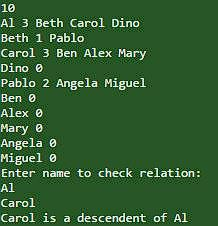 10
Al 3 Beth Carol Dino
Beth 1 Pablo
Carol 3 Ben Alex Mary
Dino 0
Pablo 2 Angela Miguel
Ben 0
Alex 0
Mary 0
Angela 0
Miguel 0
Enter name to check relation:
Al
Carol
Carol is a descendent of Al